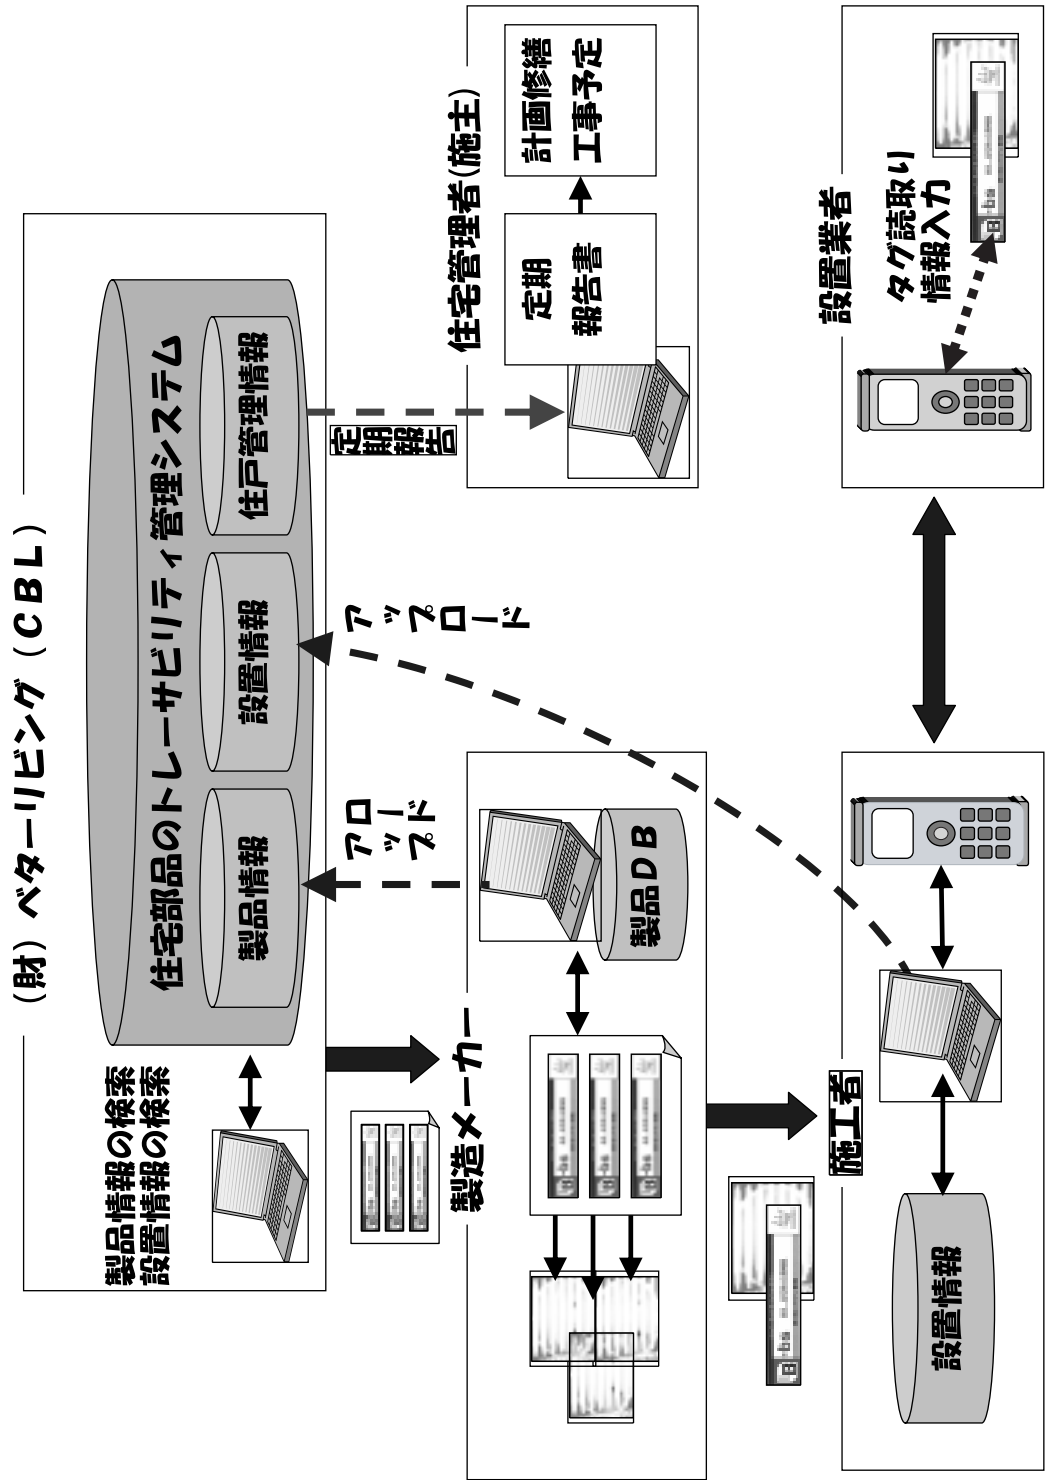 (財)ベターリビング(CBL)
製品情報の検索
設置情報の検索
住宅部品のトレーサビリティ管理システム
製品情報
設置情報
住戸管理情報
アップ
ロード
アップ
ロード
定期報告
製造メーカー
製品DB
住宅管理者(施主)
定期
報告書
計画修繕
工事予定
施工者
設置情報
設置業者
タグ読取り
情報入力